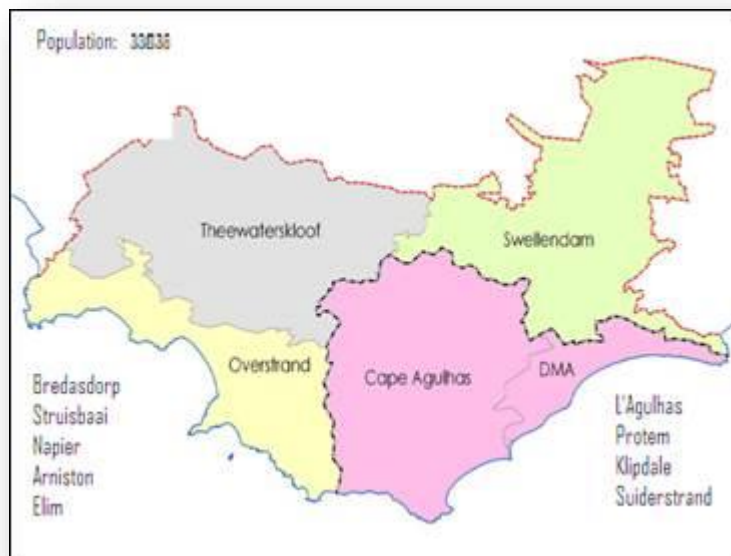 Population:
Theewaterskloof
Swellendam
Overstrand
Cape Agulhas
DMA
Bredasdorp
Struisbaai
Napier
Arniston
Elim
L'Agulhas
Protem
Klipdale
Suiderstrand